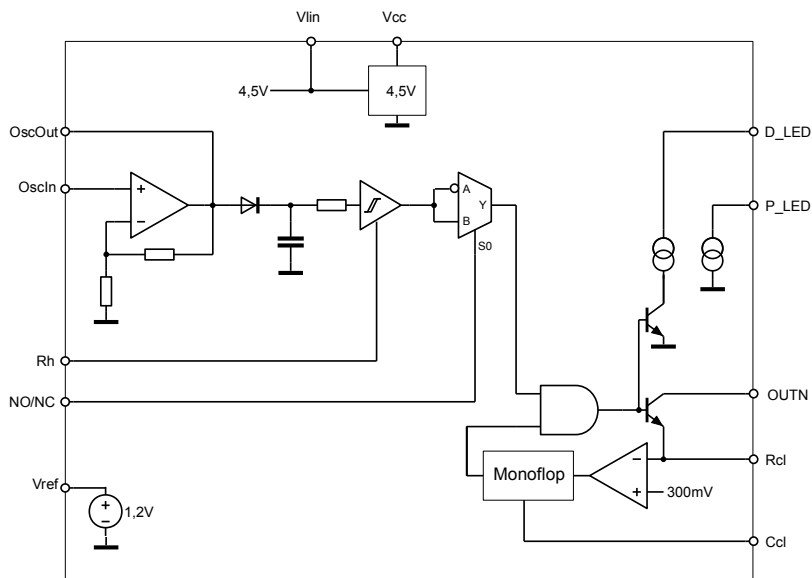 Vlin Vcc
4,5V 4,5V
OscOut D_LED
OscIn + A
Y P_LED
− B
S0
Rh
NO/NC OUTN
− Rcl
Monoflop
Vref + 300mV
+ 1,2V
−
Ccl